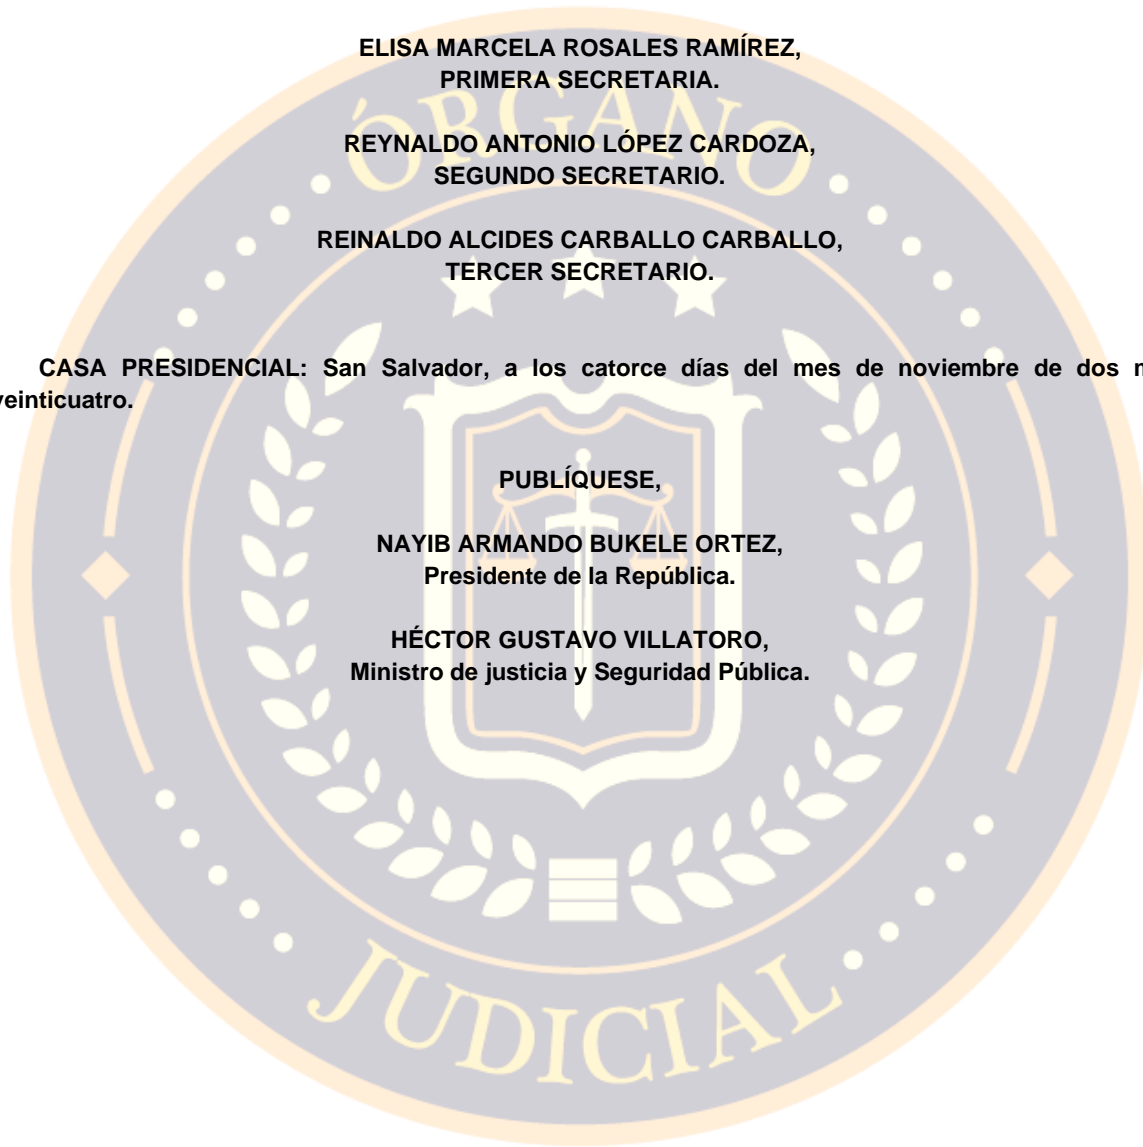 ELISA MARCELA ROSALES RAMÍREZ,
PRIMERA SECRETARIA.
REYNALDO ANTONIO LÓPEZ CARDOZA,
SEGUNDO SECRETARIO.
REINALDO ALCIDES CARBALLO CARBALLO,
TERCER SECRETARIO.
CASA PRESIDENCIAL: San Salvador, a los catorce días del mes de noviembre de dos
veinticuatro.
PUBLÍQUESE,
NAYIB ARMANDO BUKELE ORTEZ,
Presidente de la República.
HÉCTOR GUSTAVO VILLATORO,
Ministro de justicia y Seguridad Pública.
ÓRGANO
JUDICIAL